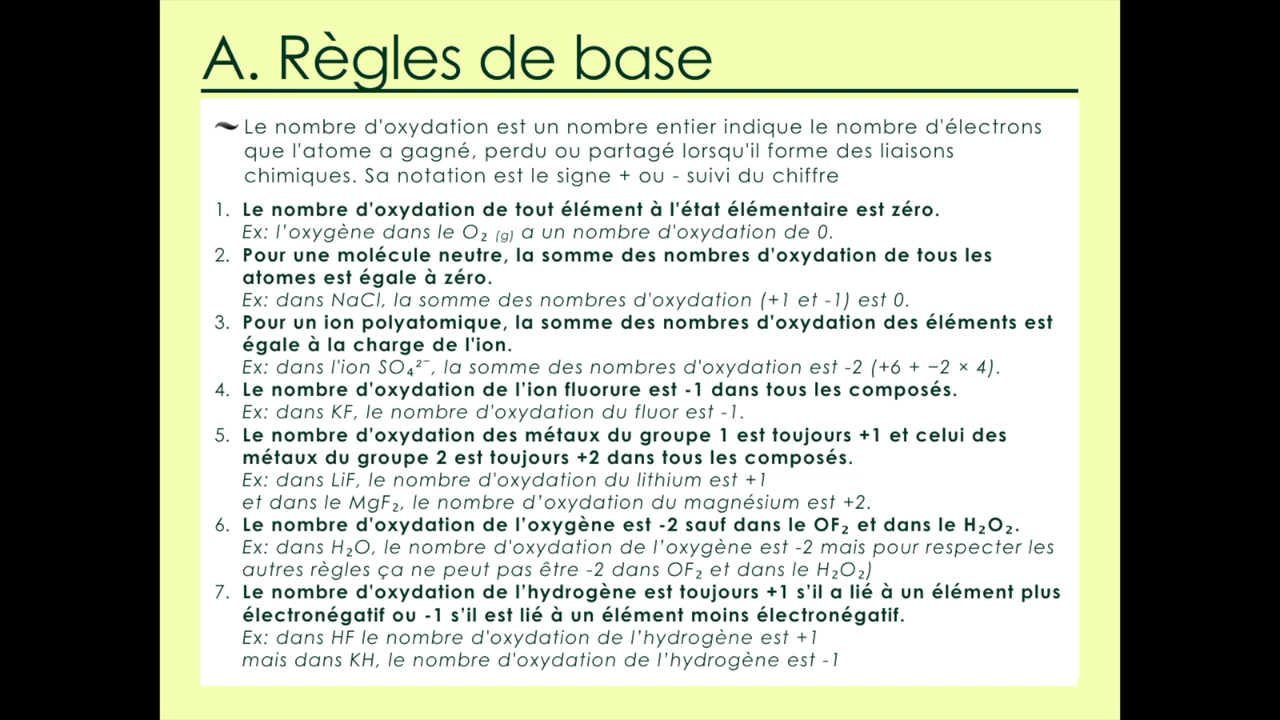 A. Règles de base
Le nombre d'oxydation est un nombre entier indique le nombre d'électrons
que l'atome a gagné, perdu ou partagé lorsqu'il forme des liaisons
chimiques. Sa notation est le signe + ou - suivi du chiffre
1. Le nombre d'oxydation de tout élément à l'état élémentaire est zéro.
Ex: l’oxygène dans le O₂ (g) a un nombre d'oxydation de 0.
2. Pour une molécule neutre, la somme des nombres d'oxydation de tous les
atomes est égale à zéro.
Ex: dans NaCl, la somme des nombres d'oxydation (+1 et -1) est 0.
3. Pour un ion polyatomique, la somme des nombres d'oxydation des éléments est
égale à la charge de l'ion.
Ex: dans l'ion SO₄²⁻, la somme des nombres d'oxydation est -2 (+6 + −2 × 4).
4. Le nombre d'oxydation de l’ion fluorure est -1 dans tous les composés.
Ex: dans KF, le nombre d'oxydation du fluor est -1.
5. Le nombre d'oxydation des métaux du groupe 1 est toujours +1 et celui des
métaux du groupe 2 est toujours +2 dans tous les composés.
Ex: dans LiF, le nombre d'oxydation du lithium est +1
et dans le MgF₂, le nombre d’oxydation du magnésium est +2.
6. Le nombre d'oxydation de l’oxygène est -2 sauf dans le OF₂ et dans le H₂O₂.
Ex: dans H₂O, le nombre d'oxydation de l’oxygène est -2 mais pour respecter les
autres règles ça ne peut pas être -2 dans OF₂ et dans le H₂O₂)
7. Le nombre d'oxydation de l’hydrogène est toujours +1 s’il a lié à un élément plus
électronégatif ou -1 s’il est lié à un élément moins électronégatif.
Ex: dans HF le nombre d'oxydation de l’hydrogène est +1
mais dans KH, le nombre d'oxydation de l’hydrogène est -1